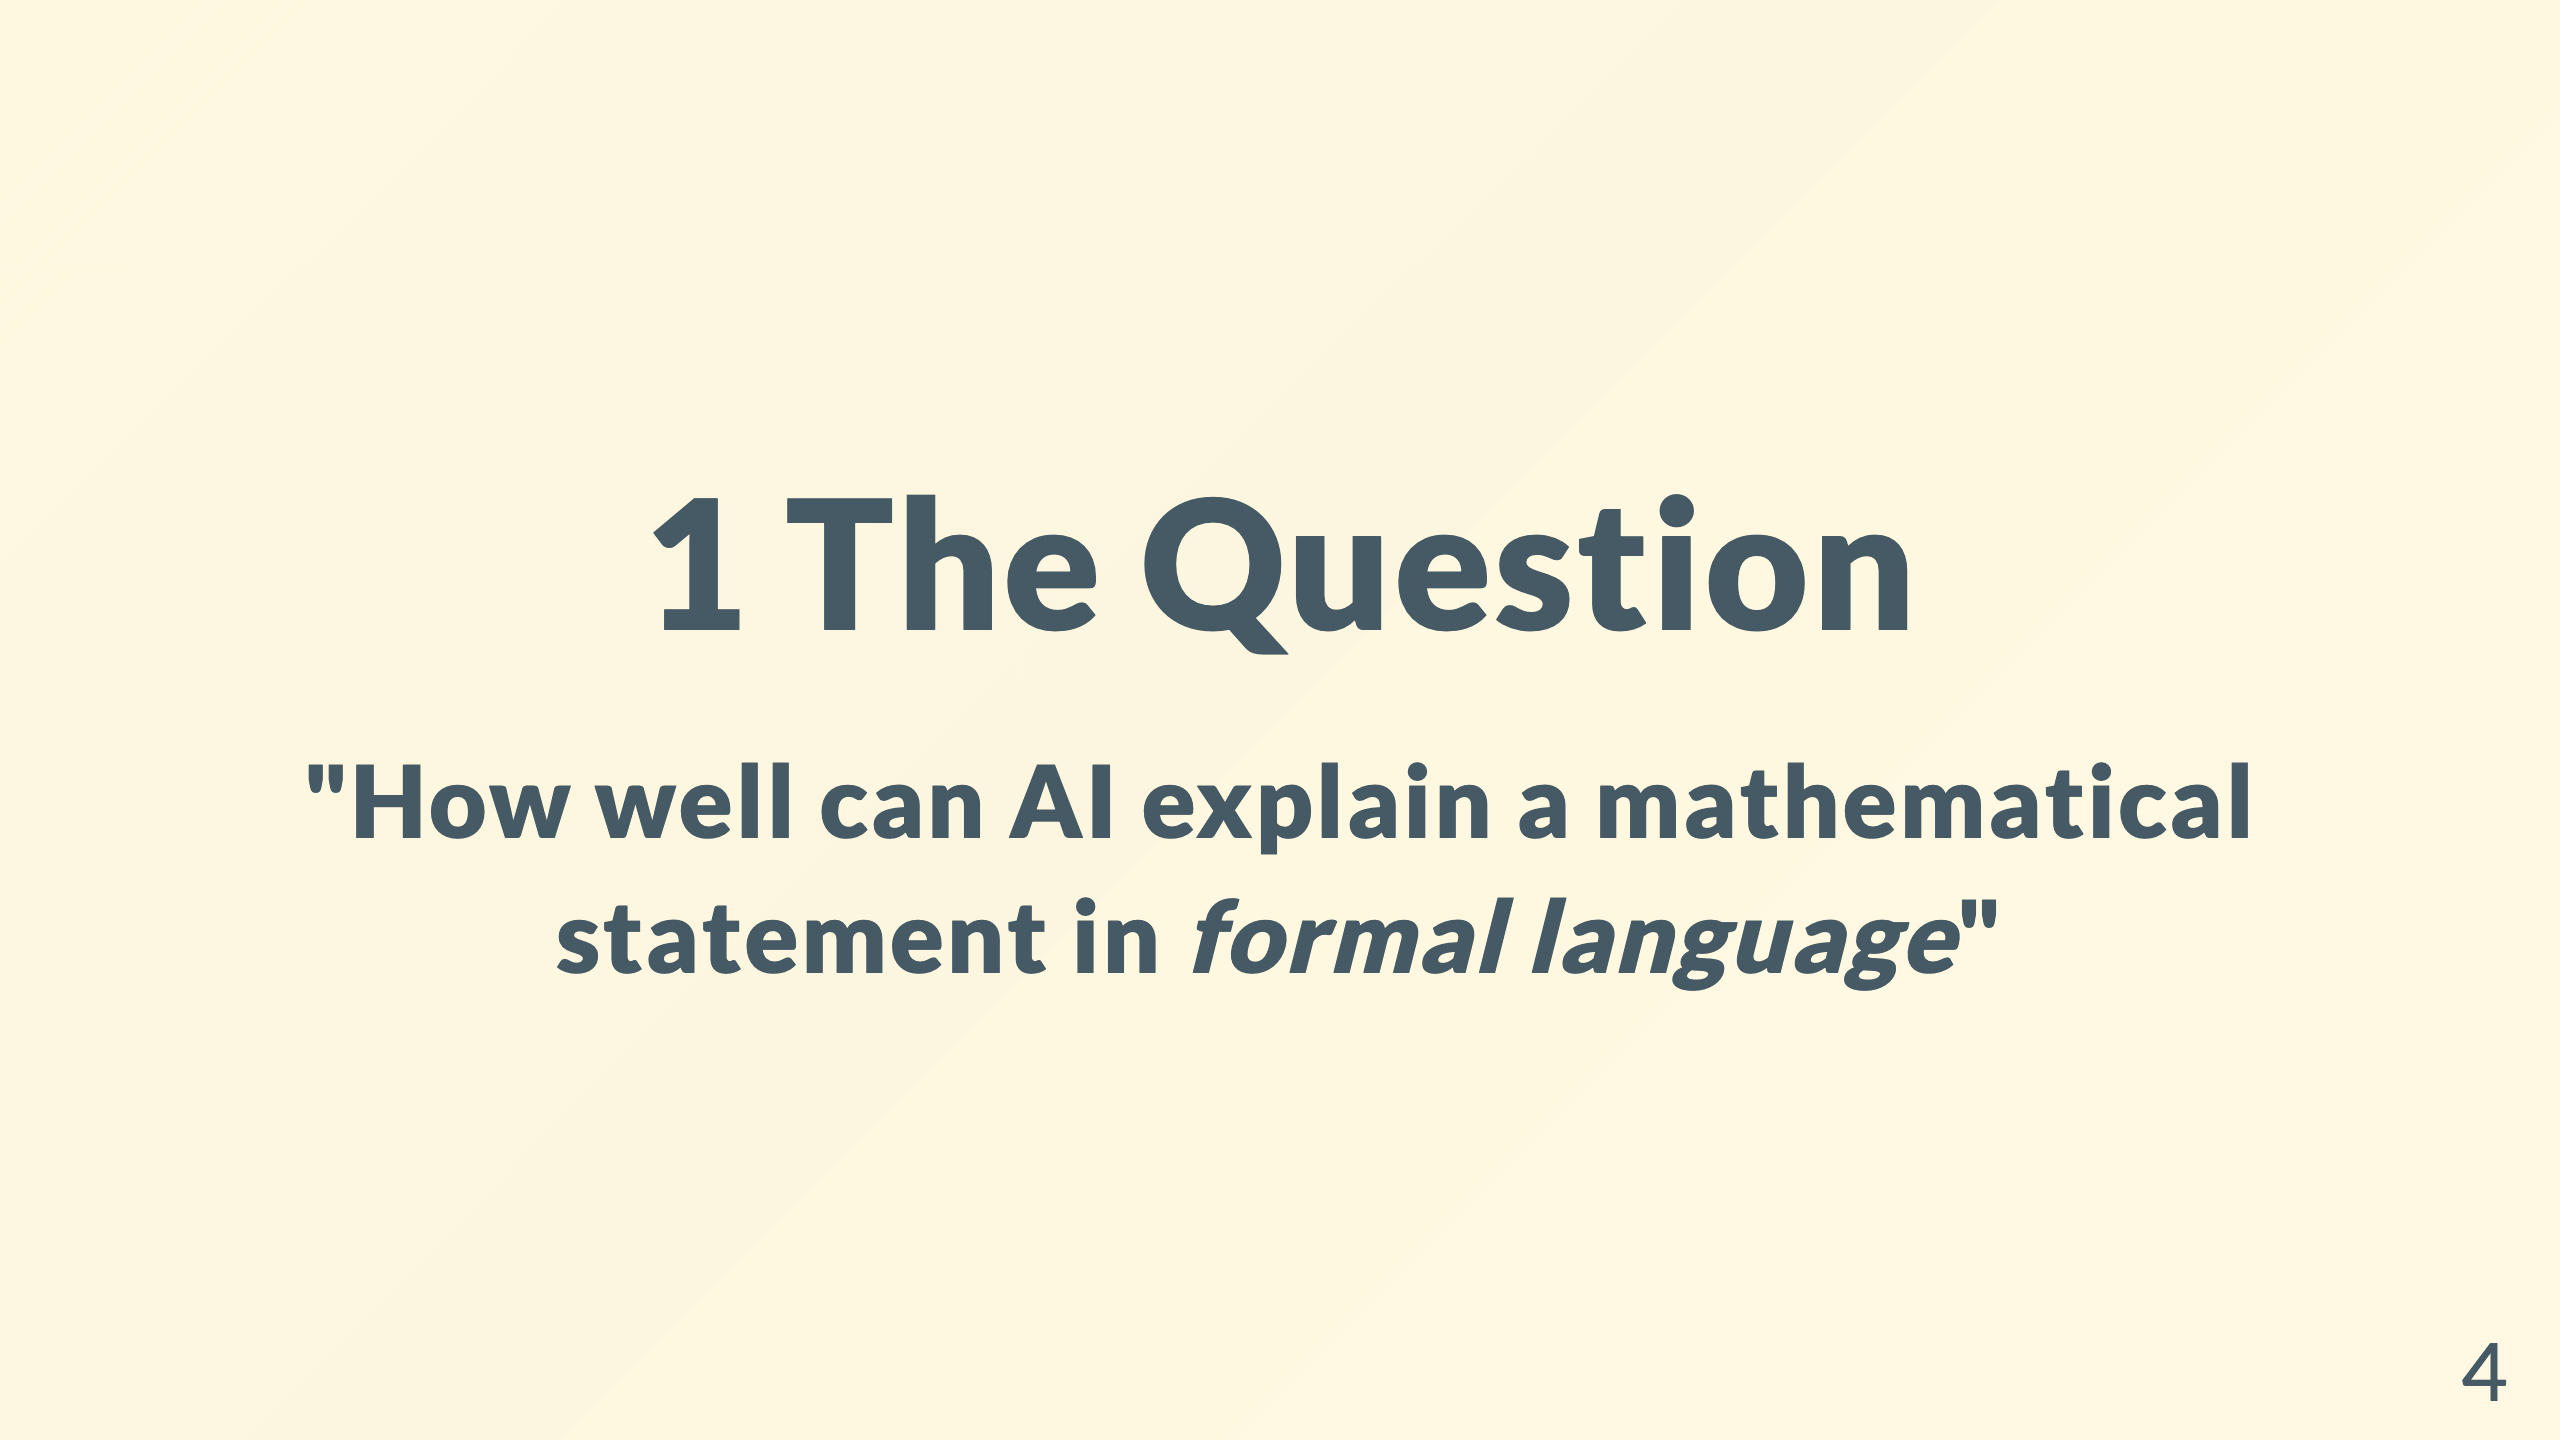 1 The Question
"How well can AI explain a mathematical
statement in formal language"
4